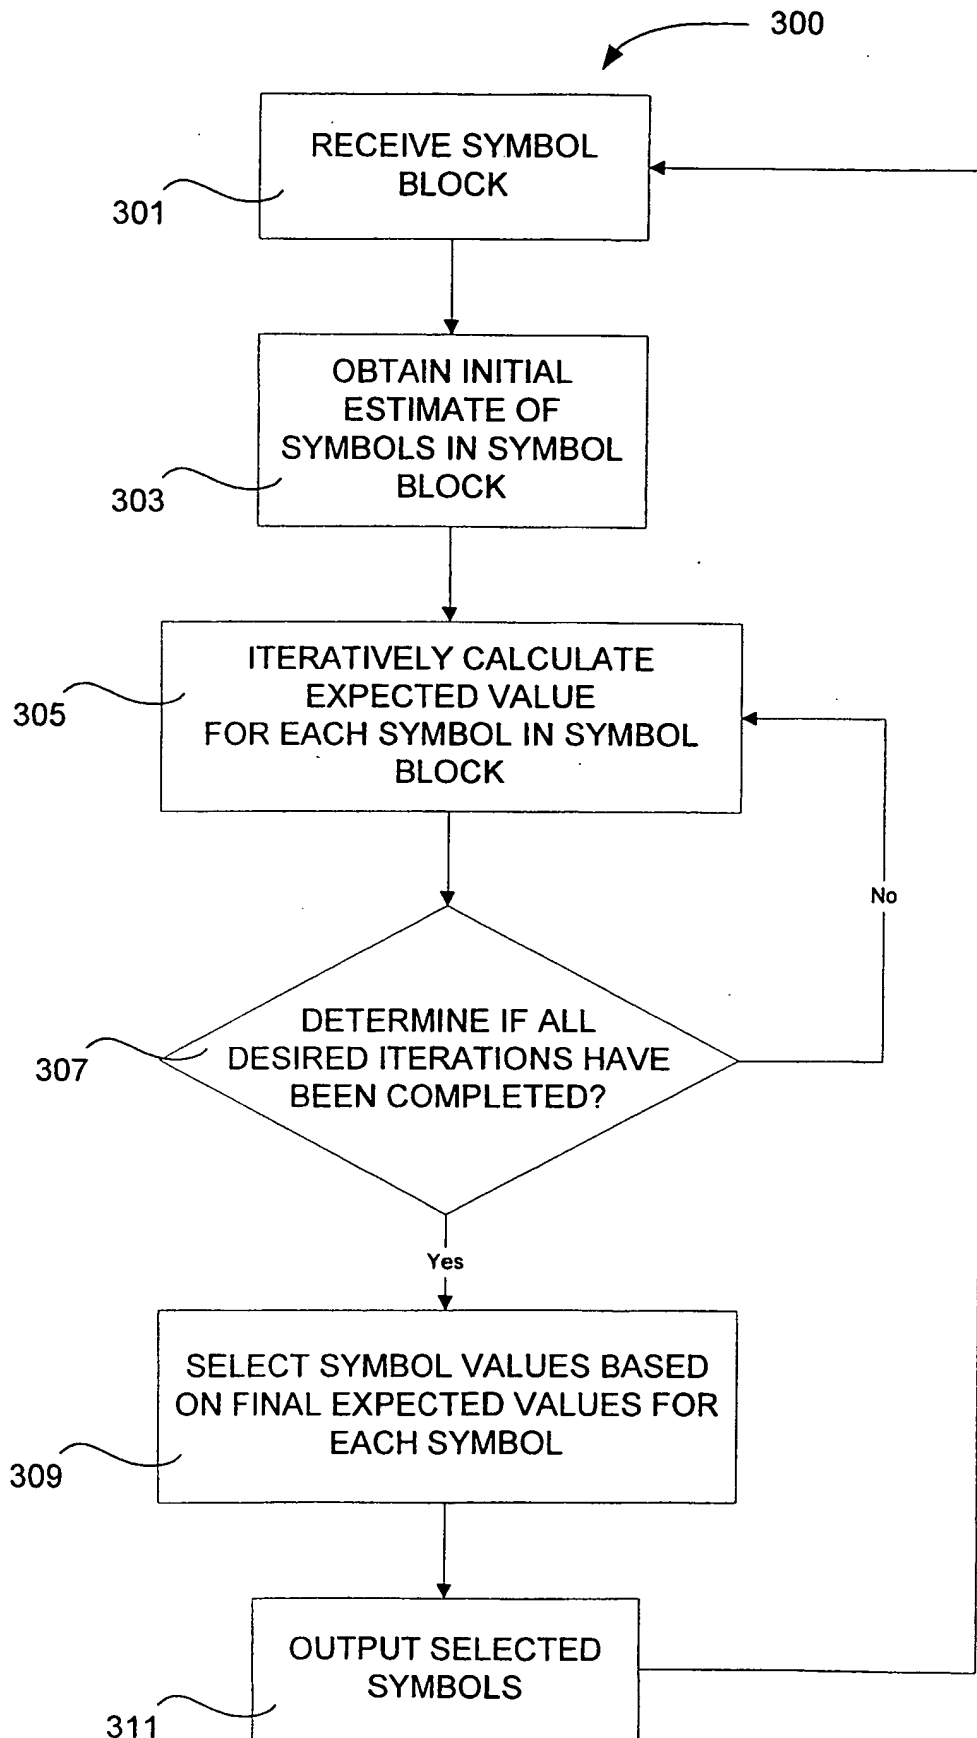 300
RECEIVE SYMBOL
BLOCK
301
OBTAIN INITIAL
ESTIMATE OF
SYMBOLS IN SYMBOL
BLOCK
303
ITERATIVELY CALCULATE
EXPECTED VALUE
FOR EACH SYMBOL IN SYMBOL
BLOCK
305
No
DETERMINE IF ALL
DESIRED ITERATIONS HAVE
BEEN COMPLETED?
307
Yes
SELECT SYMBOL VALUES BASED
ON FINAL EXPECTED VALUES FOR
EACH SYMBOL
309
OUTPUT SELECTED
SYMBOLS
311